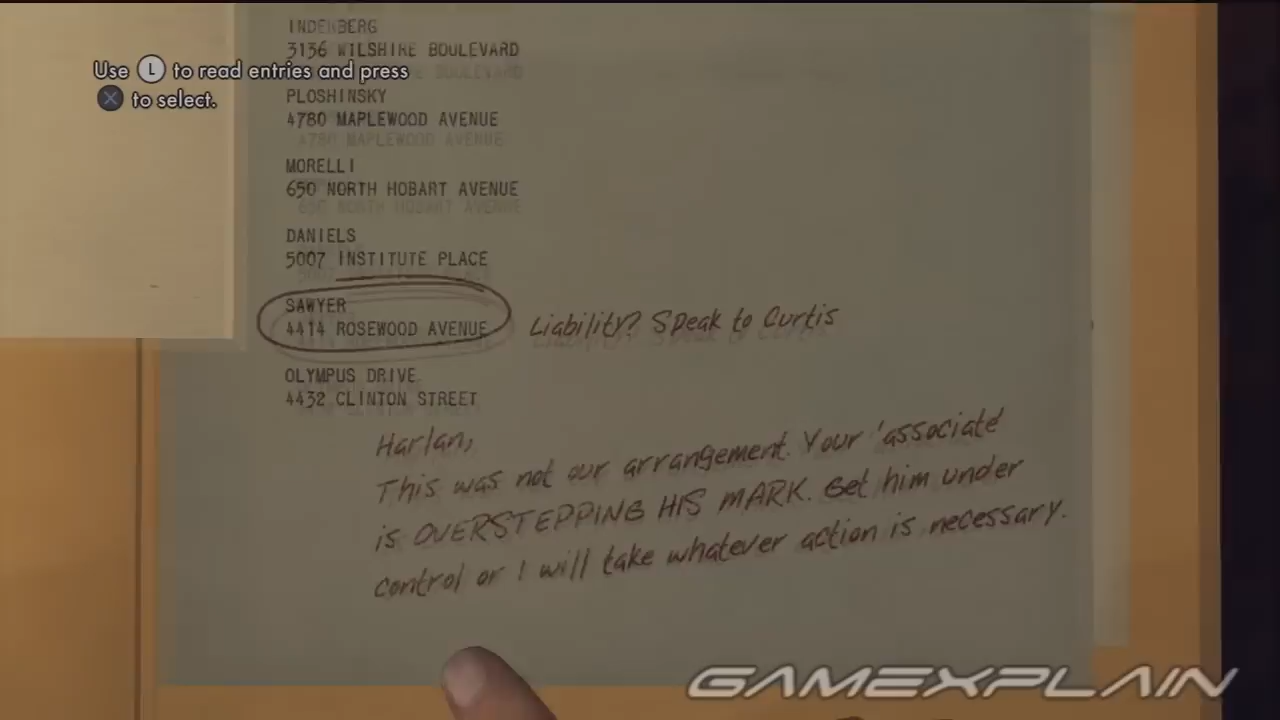 INDENBERG
3136 WILSHIRE BOULEVARD
Use L to read entries and press
X to select.
PLOSHINSKY
4780 MAPLEWOOD AVENUE
MORELLI
650 NORTH HOBART AVENUE
DANIELS
5007 INSTITUTE PLACE
SAWYER
4414 ROSEWOOD AVENUE
Liability? Speak to Curtis
OLYMPUS DRIVE
4432 CLINTON STREET
Harlan,
This was not our arrangement. Your 'associate'
is OVERSTEPPING HIS MARK. Get him under
control or I will take whatever action is necessary.
GAMEXPLAIN